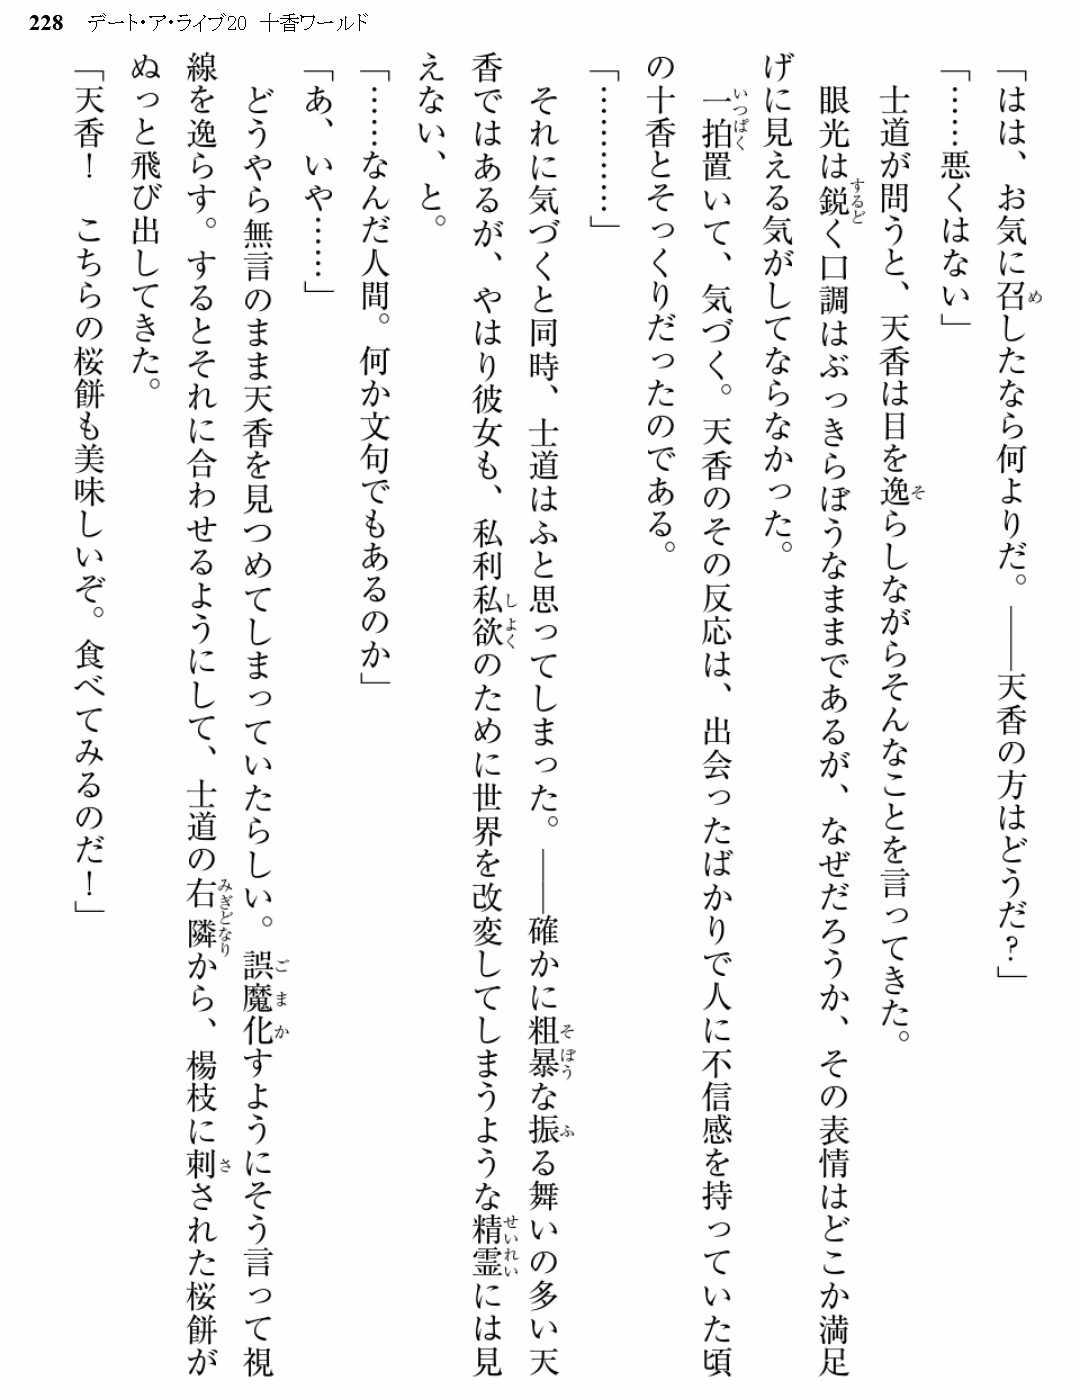 228 デート・ア・ライブ20 十香ワールド
「はは、お気に召したなら何よりだ。――天香の方はどうだ？」
「……悪くはない」
　士道が問うと、天香は目を逸らしながらそんなことを言ってきた。
　眼光は鋭く口調はぶっきらぼうなままであるが、なぜだろうか、その表情はどこか満足
げに見える気がしてならなかった。
　一拍置いて、気づく。天香のその反応は、出会ったばかりで人に不信感を持っていた頃
の十香とそっくりだったのである。
「…………」
　それに気づくと同時、士道はふと思ってしまった。――確かに粗暴な振る舞いの多い天
香ではあるが、やはり彼女も、私利私欲のために世界を改変してしまうような精霊には見
えない、と。
「……なんだ人間。何か文句でもあるのか」
「あ、いや……」
　どうやら無言のまま天香を見つめてしまっていたらしい。誤魔化すようにそう言って視
線を逸らす。するとそれに合わせるようにして、士道の右隣から、楊枝に刺された桜餅が
ぬっと飛び出してきた。
「天香！　こちらの桜餅も美味しいぞ。食べてみるのだ！」